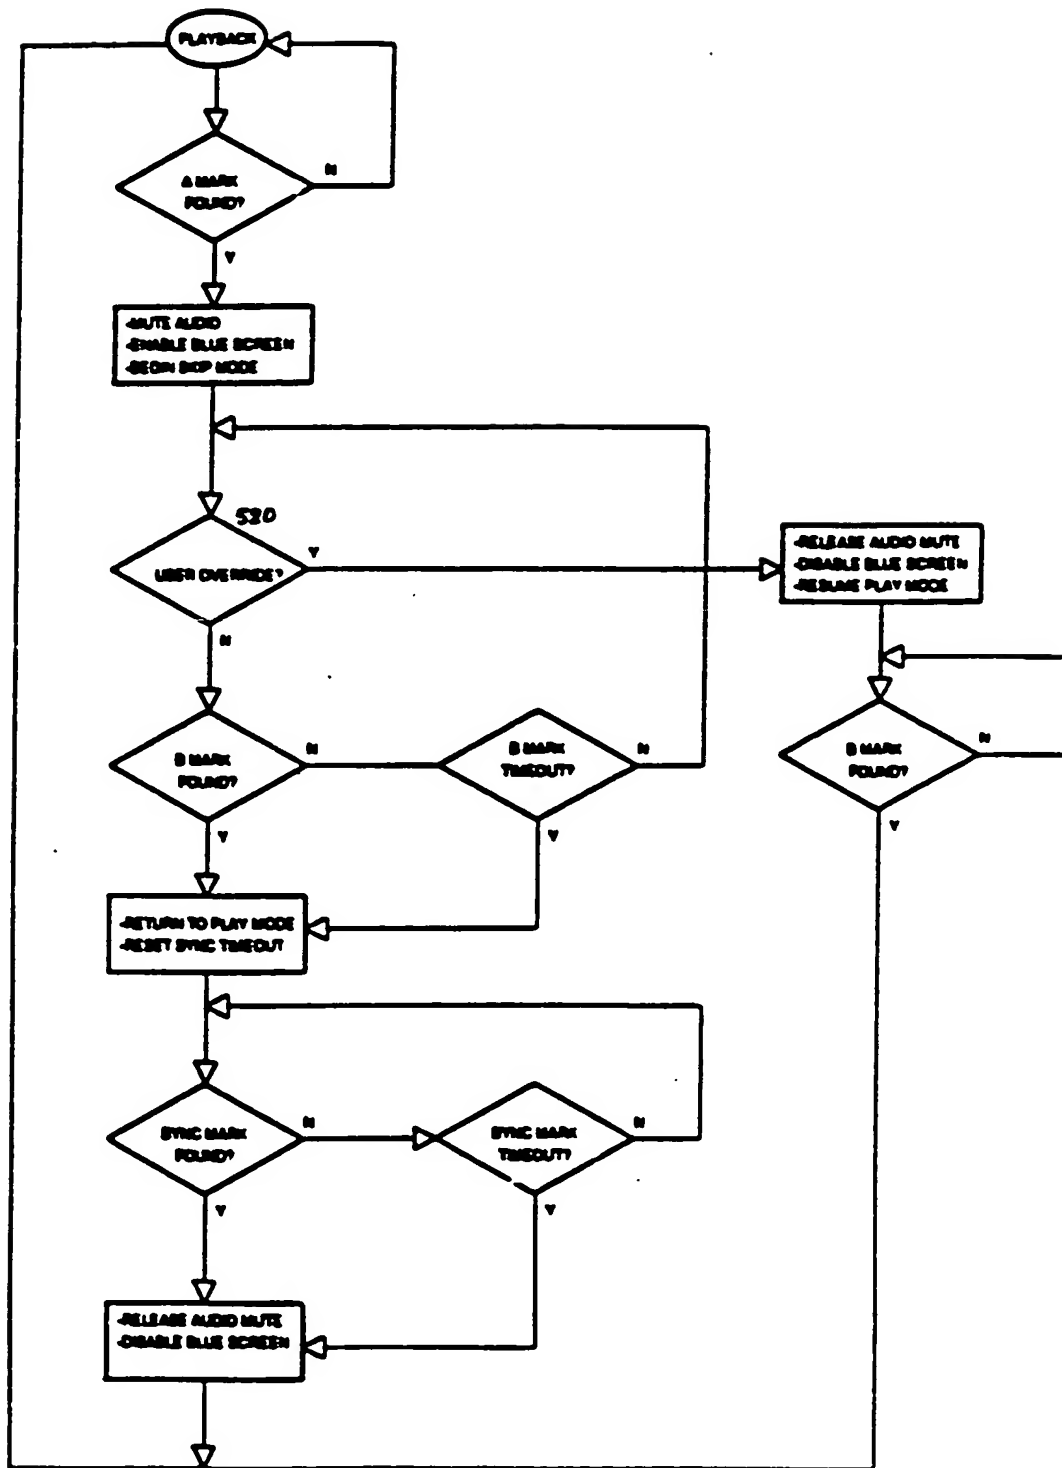 PLAYBACK
A MARK
FOUND?
N
Y
-MUTE AUDIO
-ENABLE BLUE SCREEN
-BEGIN SKIP MODE
580
USER OVERRIDE?
Y
N
-RELEASE AUDIO MUTE
-DISABLE BLUE SCREEN
-RESUME PLAY MODE
B MARK
FOUND?
N
Y
B MARK
TIMEOUT?
N
Y
B MARK
FOUND?
N
Y
-RETURN TO PLAY MODE
-RESET SYNC TIMEOUT
SYNC MARK
FOUND?
N
Y
SYNC MARK
TIMEOUT?
N
Y
-RELEASE AUDIO MUTE
-DISABLE BLUE SCREEN